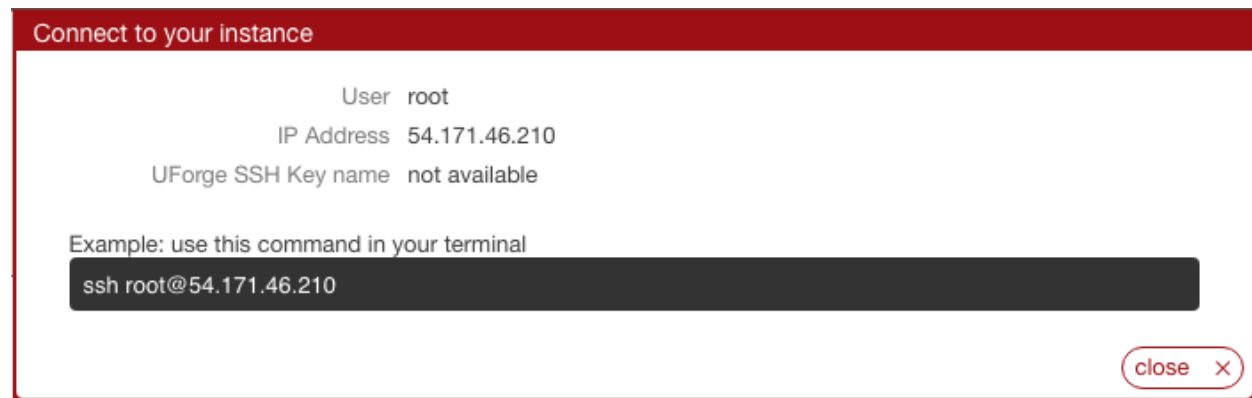 Connect to your instance
User root
IP Address 54.171.46.210
UForge SSH Key name not available
Example: use this command in your terminal
ssh root@54.171.46.210
close ×